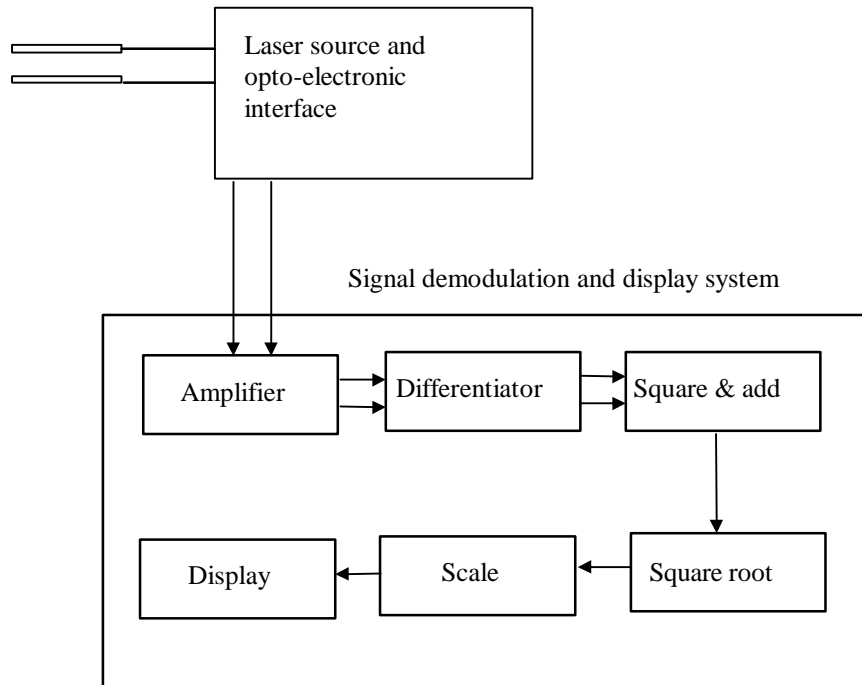 Laser source and
opto-electronic
interface
Signal demodulation and display system
Amplifier
Differentiator
Square & add
Display
Scale
Square root